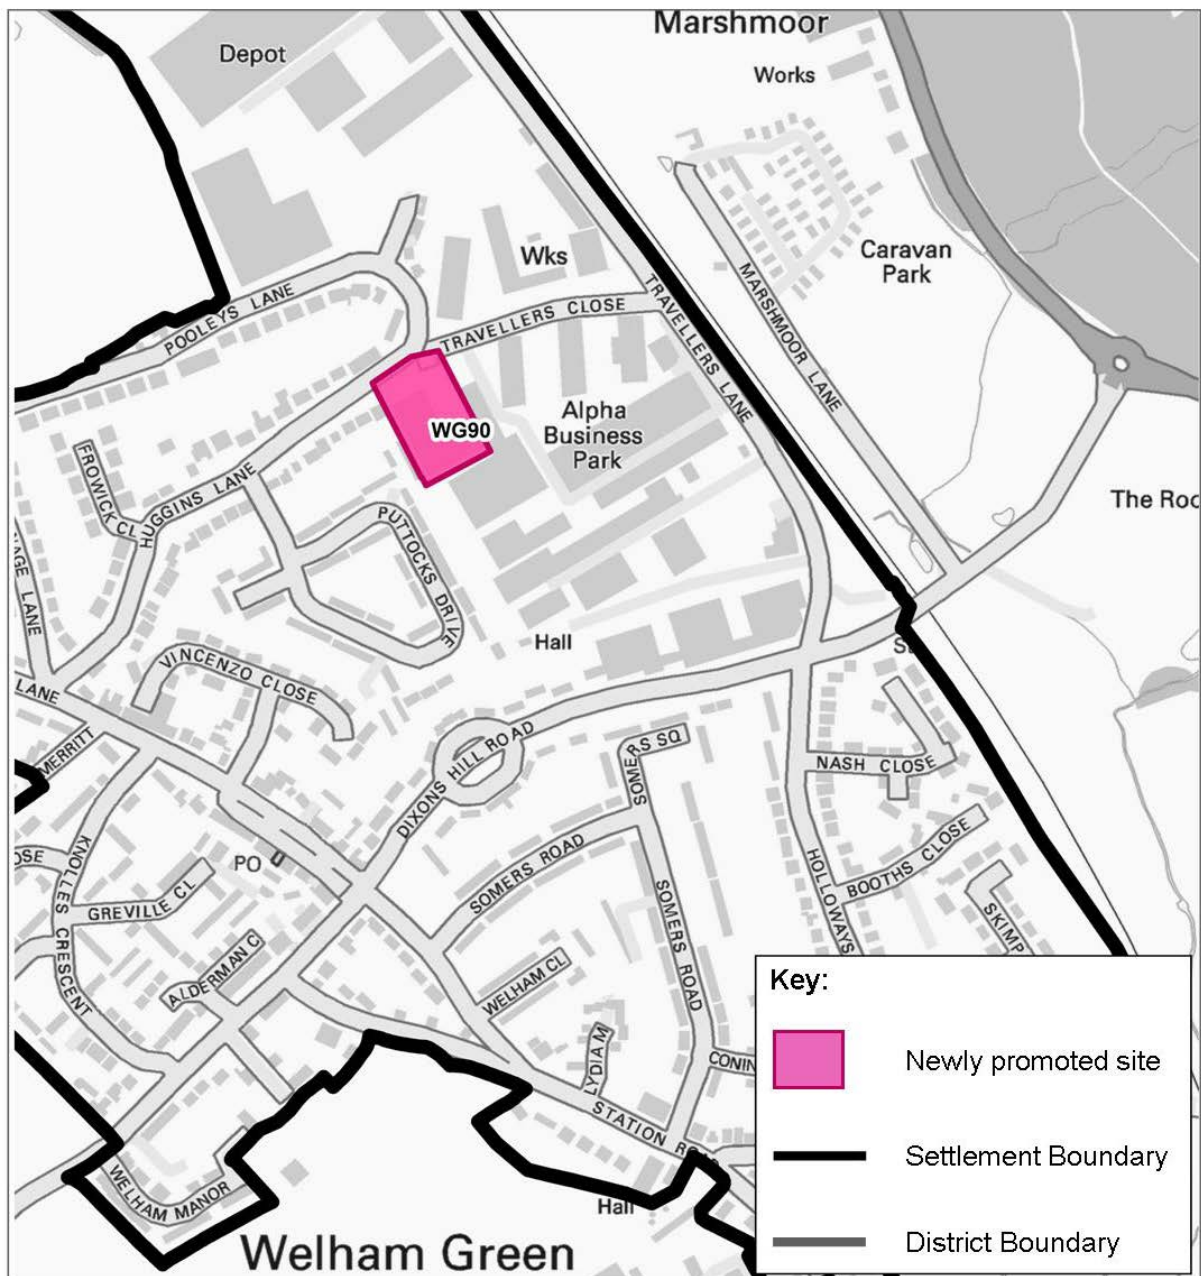 Marshmoor
Depot
Works
Wks
Caravan
Park
POOLEYS LANE
TRAVELLERS CLOSE
TRAVELLERS LANE
MARSHMOOR LANE
WG90
Alpha
Business
Park
FROWICK CL
HUGGINS LANE
The Roo
PUTTOCKS DRIVE
LANE
Hall
VINCENZO CLOSE
LANE
MERRITT
DIXONS HILL ROAD
SOMERS SQ
NASH CLOSE
KNOLLES CRESCENT
PO
GREVILLE CL
SOMERS ROAD
SOMERS ROAD
HOLLOWAYS
BOOTHS CLOSE
SKIMP
ALDERMAN C
WELHAM CL
LYDIA M
CONIN
STATION ROAD
WELHAM MANOR
Hall
Welham Green
Key:
Newly promoted site
Settlement Boundary
District Boundary